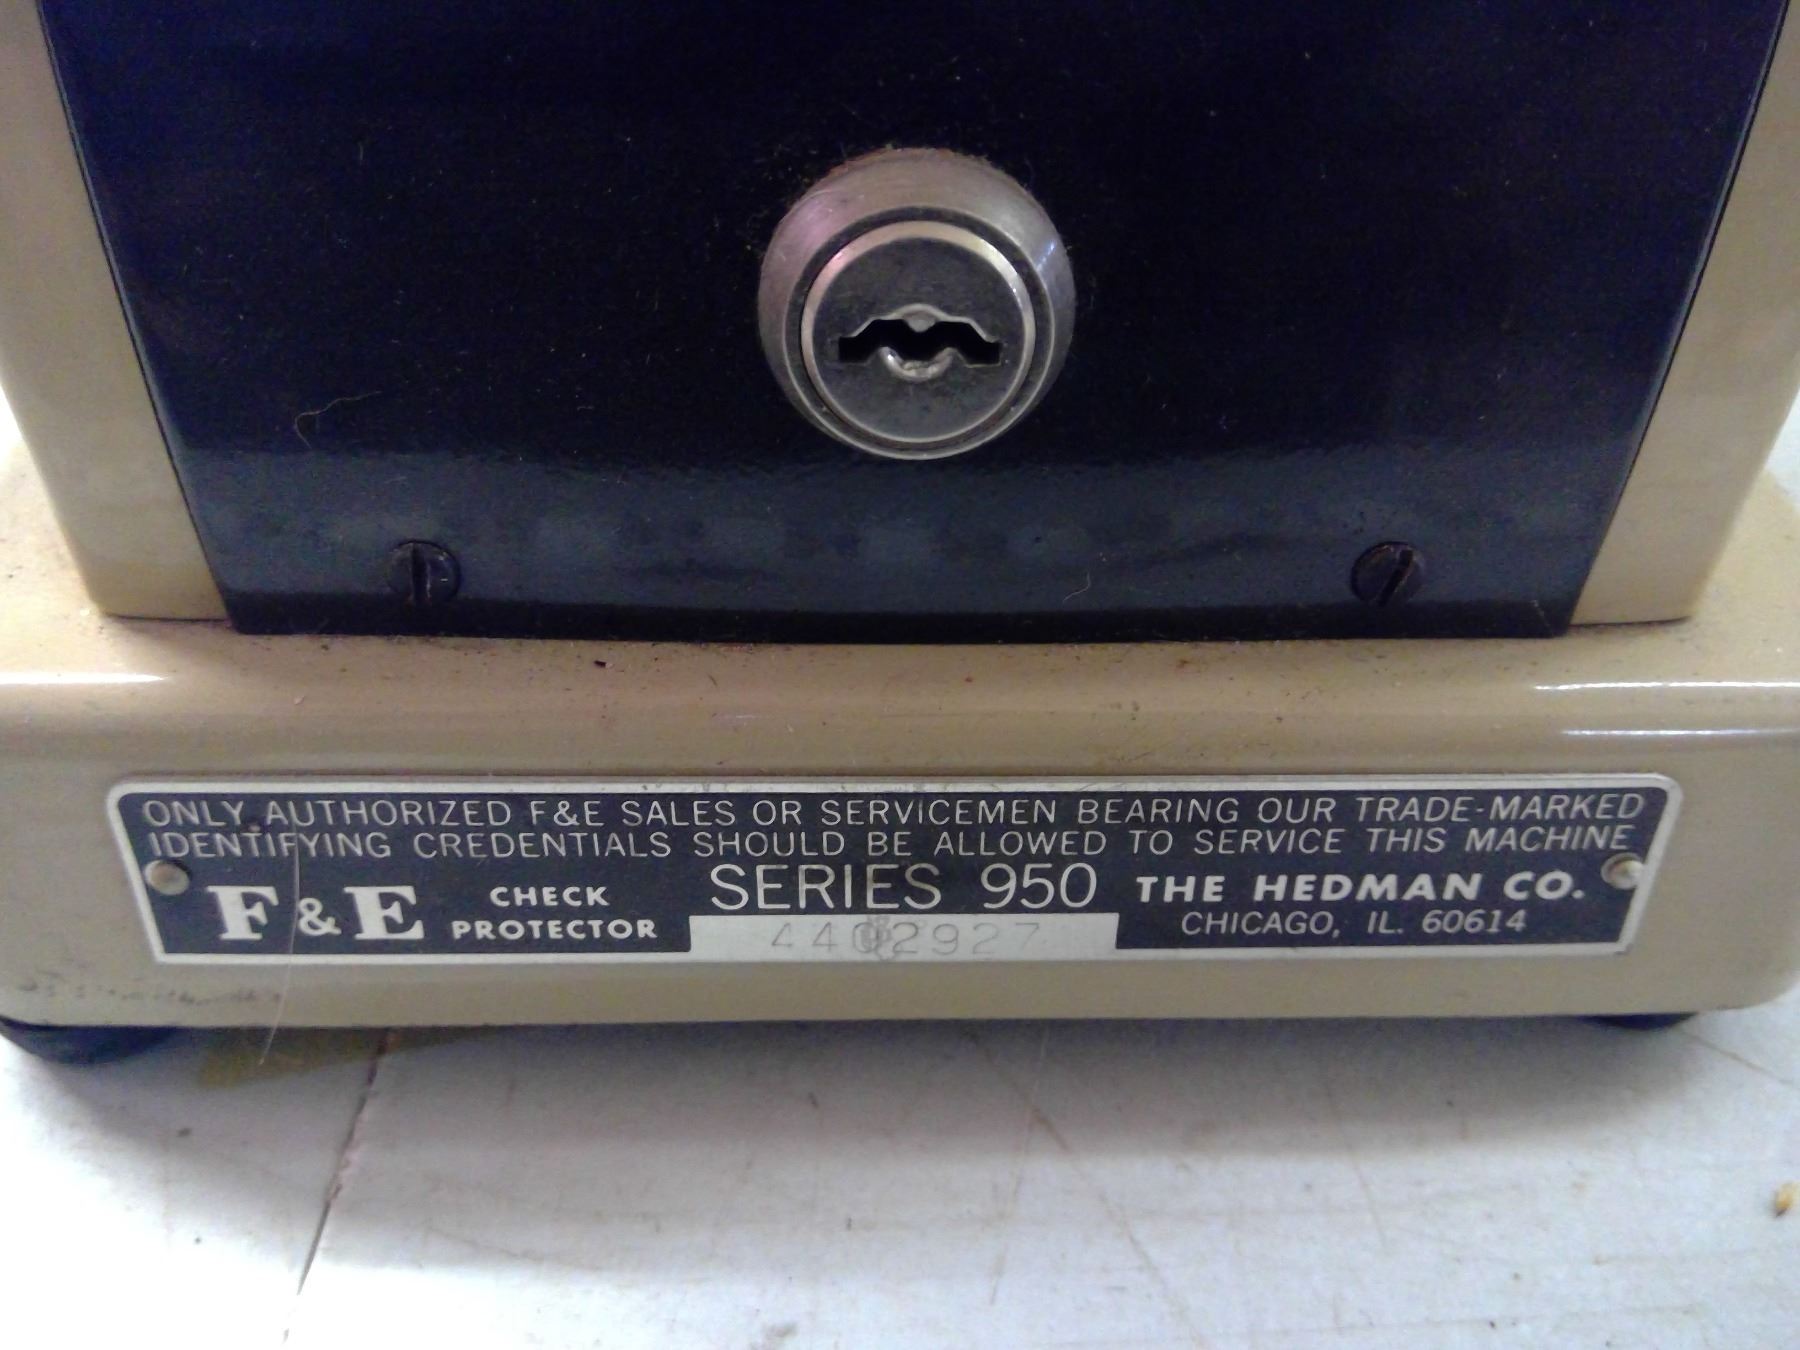 ONLY AUTHORIZED F&E SALES OR SERVICEMEN BEARING OUR TRADE-MARKED
IDENTIFYING CREDENTIALS SHOULD BE ALLOWED TO SERVICE THIS MACHINE
F&E CHECK PROTECTOR
SERIES 950
THE HEDMAN CO.
CHICAGO, IL. 60614